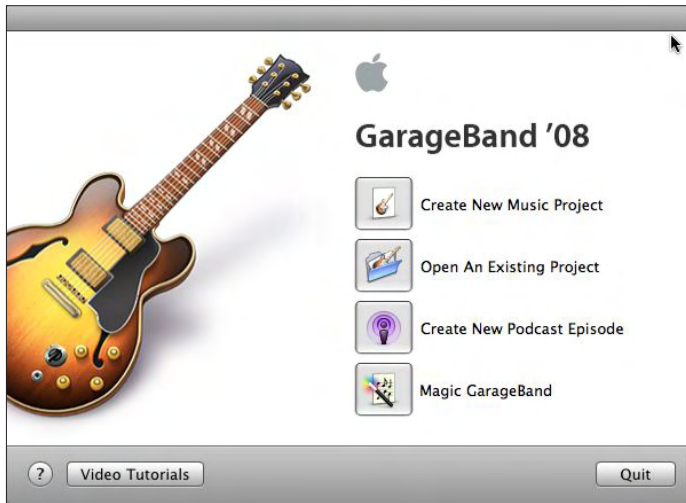 GarageBand ’08
Create New Music Project
Open An Existing Project
Create New Podcast Episode
Magic GarageBand
? Video Tutorials Quit